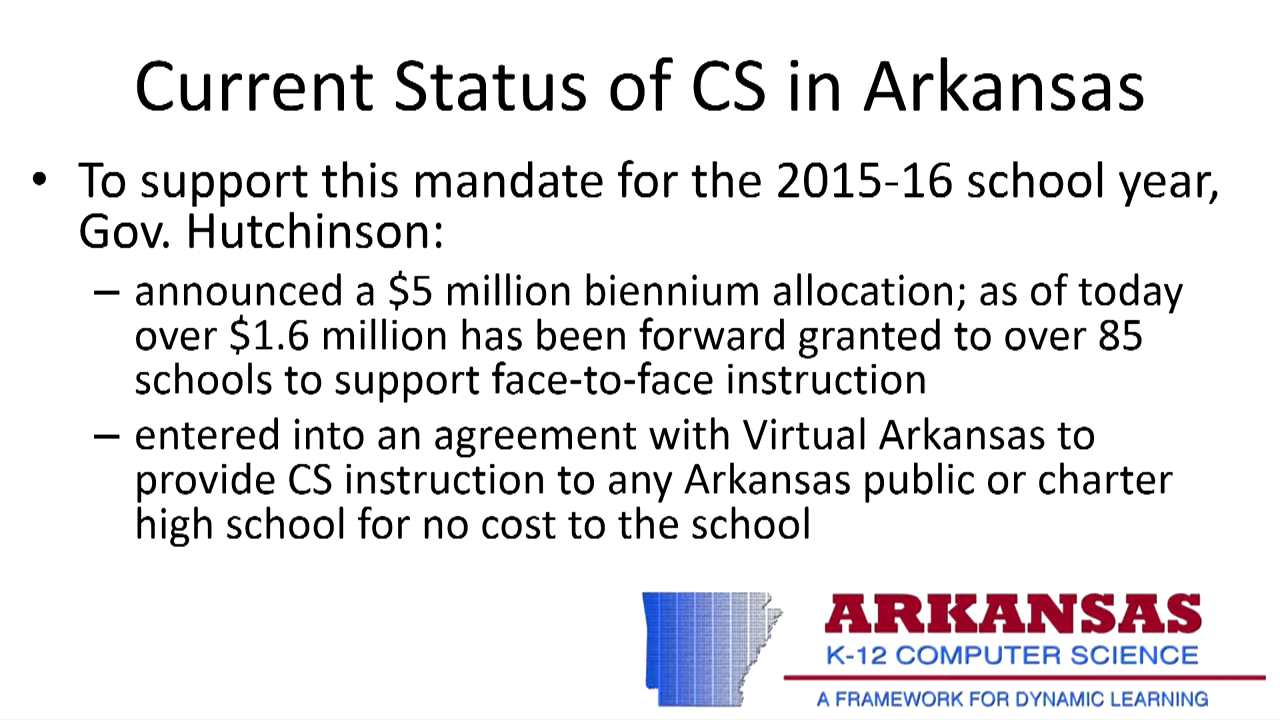 Current Status of CS in Arkansas
• To support this mandate for the 2015-16 school year,
Gov. Hutchinson:
– announced a $5 million biennium allocation; as of today
over $1.6 million has been forward granted to over 85
schools to support face-to-face instruction
– entered into an agreement with Virtual Arkansas to
provide CS instruction to any Arkansas public or charter
high school for no cost to the school
ARKANSAS
K-12 COMPUTER SCIENCE
A FRAMEWORK FOR DYNAMIC LEARNING